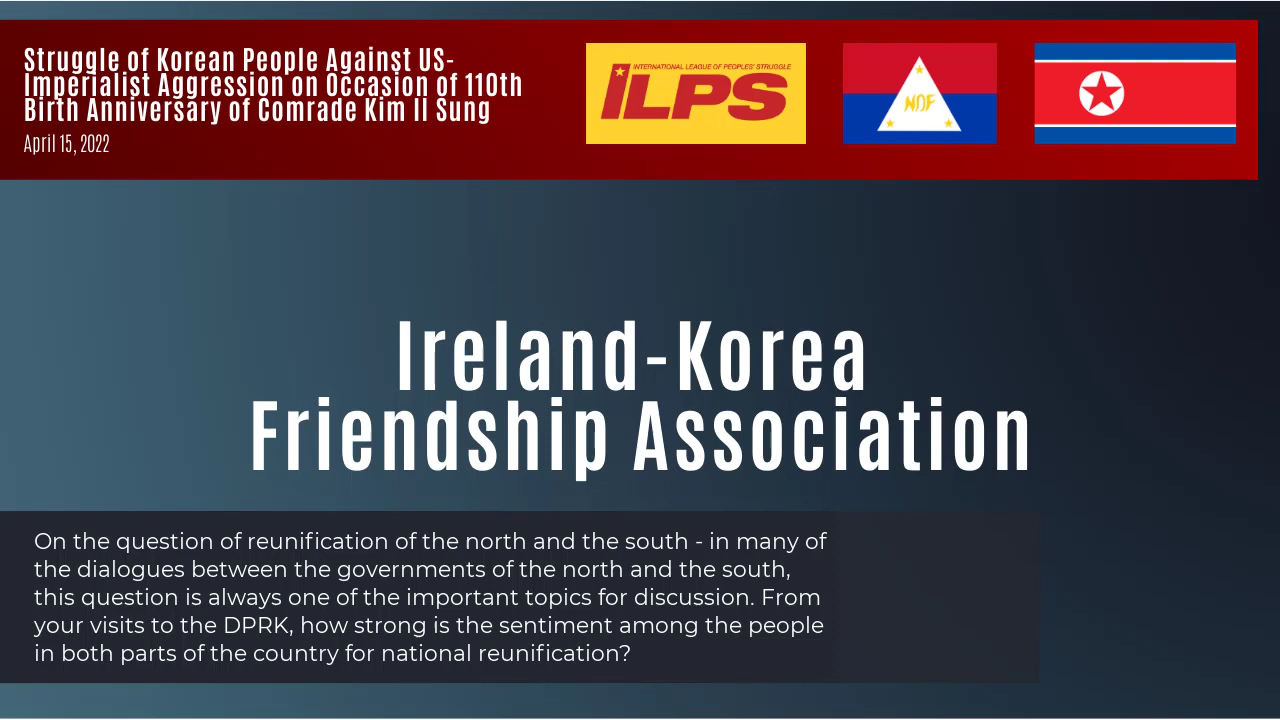 Struggle of Korean People Against US-
Imperialist Aggression on Occasion of 110th
Birth Anniversary of Comrade Kim Il Sung
April 15, 2022
INTERNATIONAL LEAGUE OF PEOPLES' STRUGGLE
ILPS
NDF
Ireland-Korea
Friendship Association
On the question of reunification of the north and the south - in many of
the dialogues between the governments of the north and the south,
this question is always one of the important topics for discussion. From
your visits to the DPRK, how strong is the sentiment among the people
in both parts of the country for national reunification?